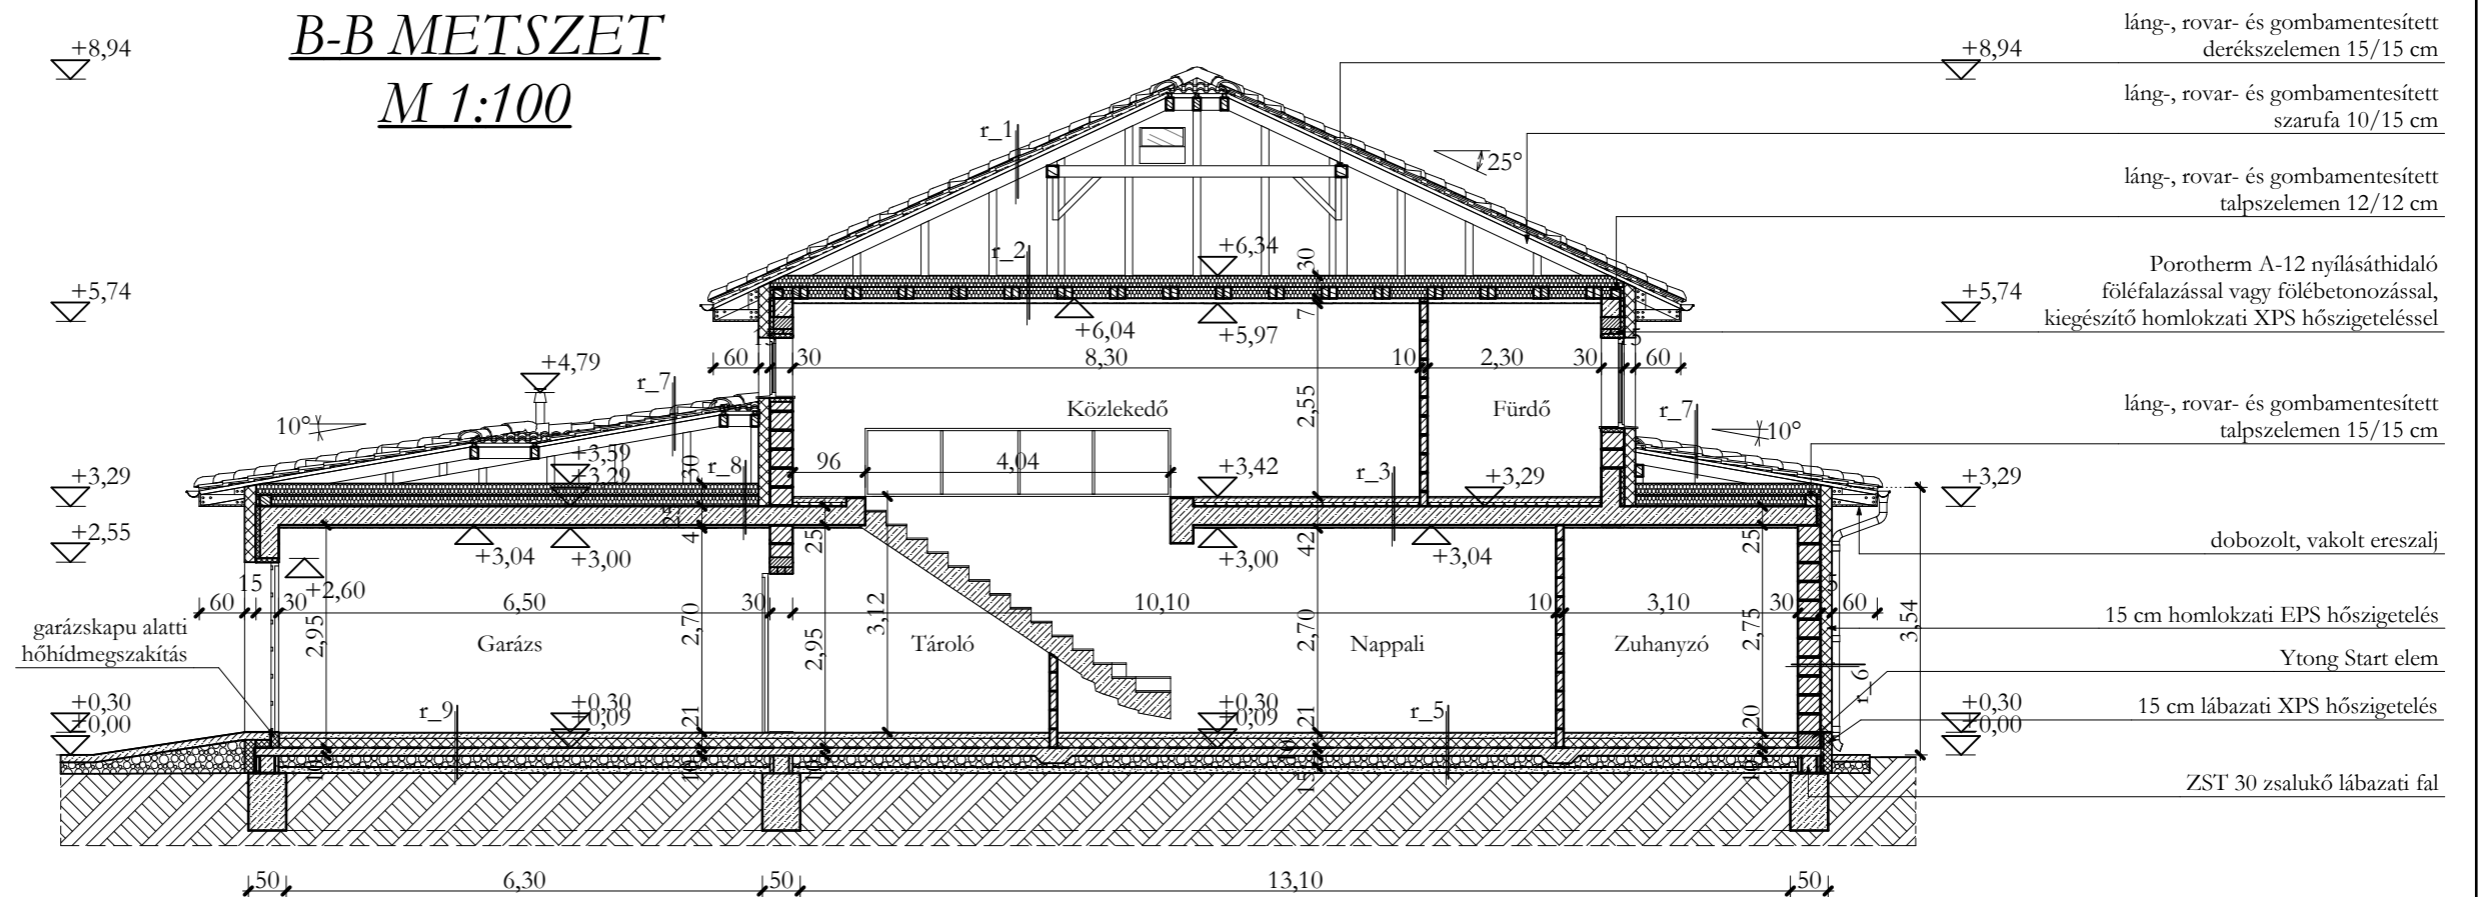 B-B METSZET
M 1:100
+8,94
+8,94
láng-, rovar- és gombamentesített
derékszelemen 15/15 cm
láng-, rovar- és gombamentesített
szarufa 10/15 cm
r_1
25°
láng-, rovar- és gombamentesített
talpszelemen 12/12 cm
r_2
+6,34
30
Porotherm A-12 nyílásáthidaló
föléfalazással vagy fölébetonozással,
kiegészítő homlokzati XPS hőszigeteléssel
+5,74
+5,74
+6,04
+5,97
7
15
15
60
30
8,30
10
2,30
30
60
+4,79
r_7
10°
Közlekedő
2,55
Fürdő
r_7
10°
láng-, rovar- és gombamentesített
talpszelemen 15/15 cm
+3,59
+3,29
30
r_8
96
4,04
+3,42
r_3
+3,29
+3,29
+3,29
+2,55
25
4
25
42
25
+3,04
+3,00
+3,00
+3,04
dobozolt, vakolt ereszalj
+2,60
15
60
30
6,50
30
10,10
10
3,10
30
60
2,95
2,70
2,95
3,12
2,70
2,75
3,54
15 cm homlokzati EPS hőszigetelés
garázskapu alatti
hőhídmegszakítás
Garázs
Tároló
Nappali
Zuhanyzó
Ytong Start elem
r_6
15 cm lábazati XPS hőszigetelés
+0,30
±0,00
r_9
+0,30
+0,09
21
+0,30
+0,09
21
r_5
20
+0,30
±0,00
10
10
10
10
15
10
ZST 30 zsalukő lábazati fal
50
6,30
50
13,10
50